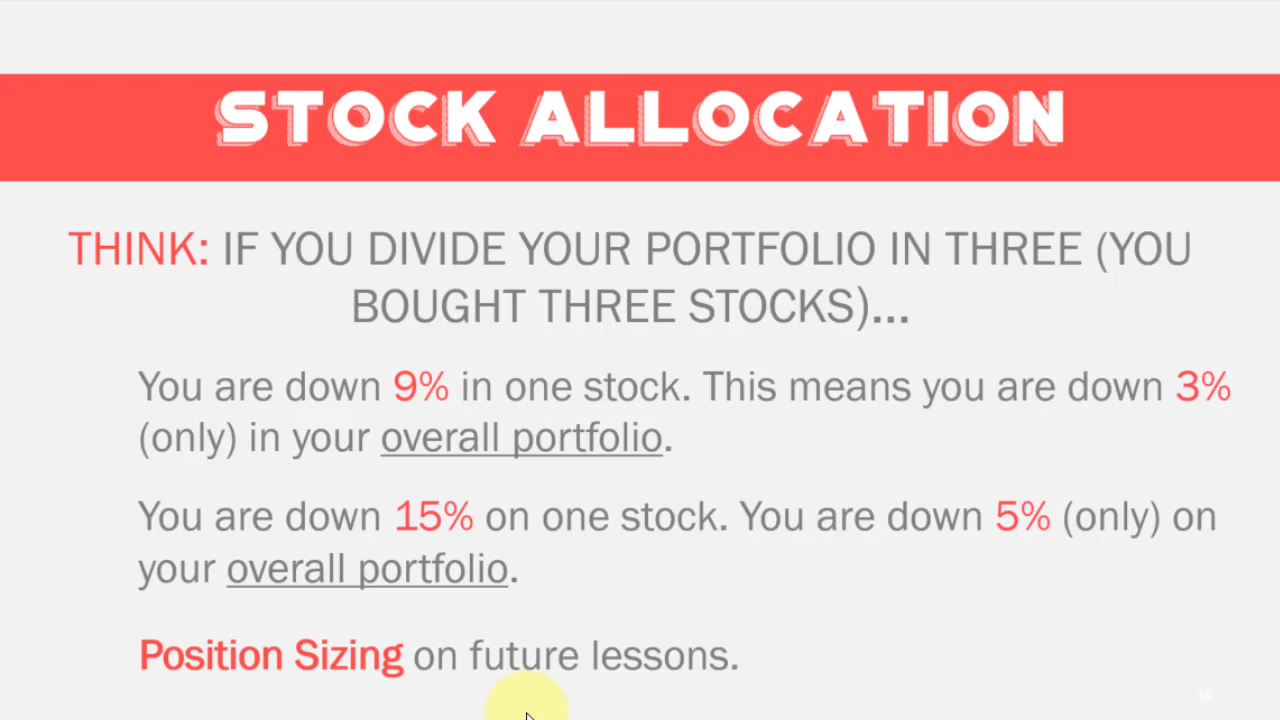 STOCK ALLOCATION
THINK: IF YOU DIVIDE YOUR PORTFOLIO IN THREE (YOU
BOUGHT THREE STOCKS)...
You are down 9% in one stock. This means you are down 3%
(only) in your overall portfolio.
You are down 15% on one stock. You are down 5% (only) on
your overall portfolio.
Position Sizing on future lessons.